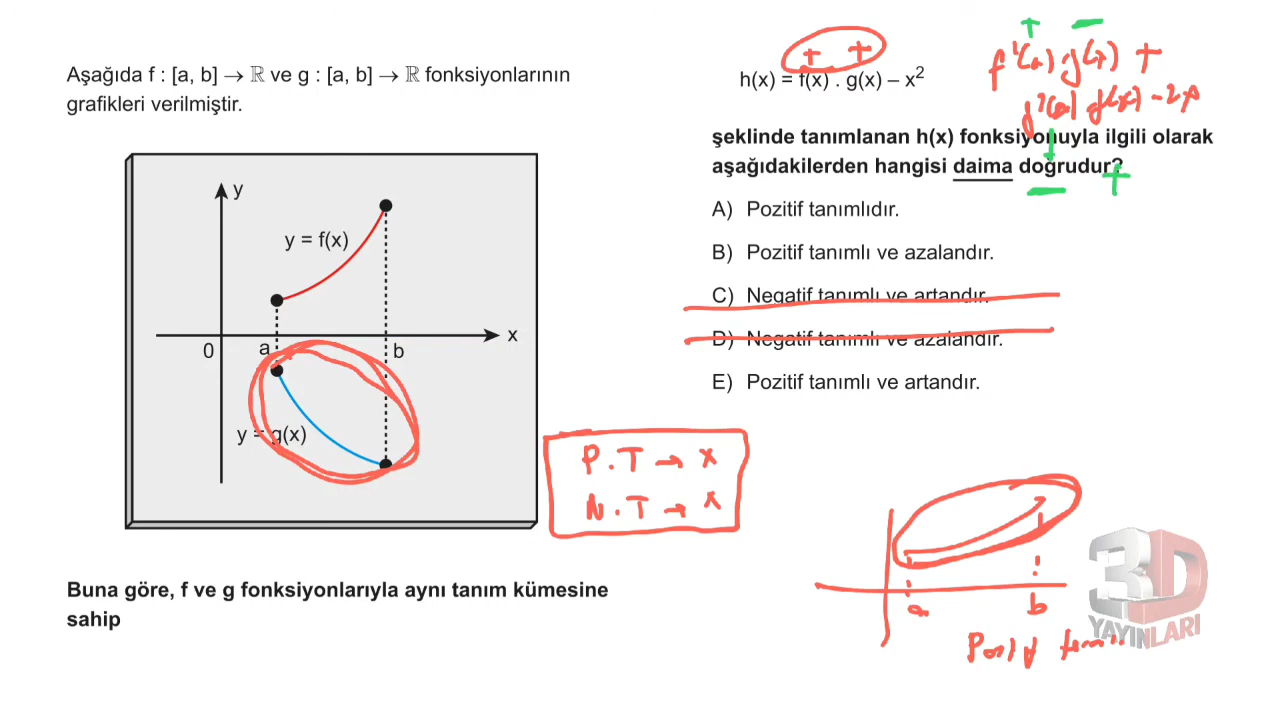 Aşağıda f : [a, b] → ℝ ve g : [a, b] → ℝ fonksiyonlarının
grafikleri verilmiştir.
y
y = f(x)
x
0
a
b
y = g(x)
Buna göre, f ve g fonksiyonlarıyla aynı tanım kümesine
sahip
+ +
h(x) = f(x) . g(x) – x²
+ –
f'(x) g(x) +
g'(x) f(x) - 2x
– +
şeklinde tanımlanan h(x) fonksiyonuyla ilgili olarak
aşağıdakilerden hangisi daima doğrudur?
A) Pozitif tanımlıdır.
B) Pozitif tanımlı ve azalandır.
C) Negatif tanımlı ve artandır.
D) Negatif tanımlı ve azalandır.
E) Pozitif tanımlı ve artandır.
P.T → x
N.T → x
a
b
3D
YAYINLARI